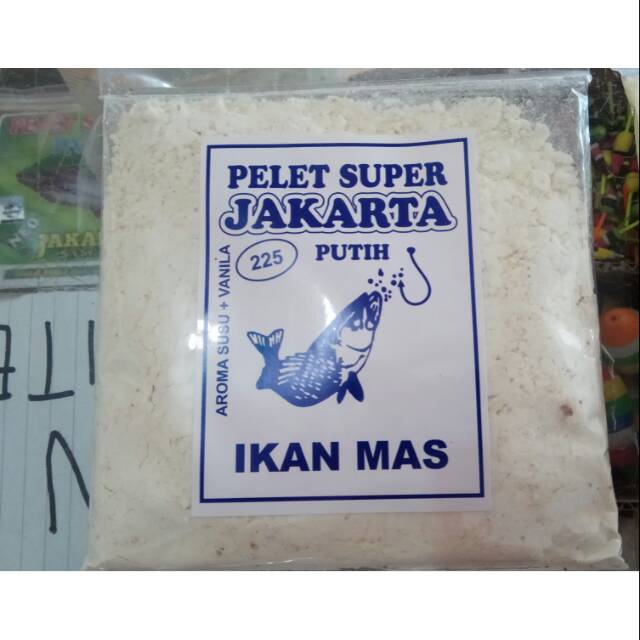 PELET SUPER
JAKARTA
225
PUTIH
AROMA SUSU + VANILA
IKAN MAS